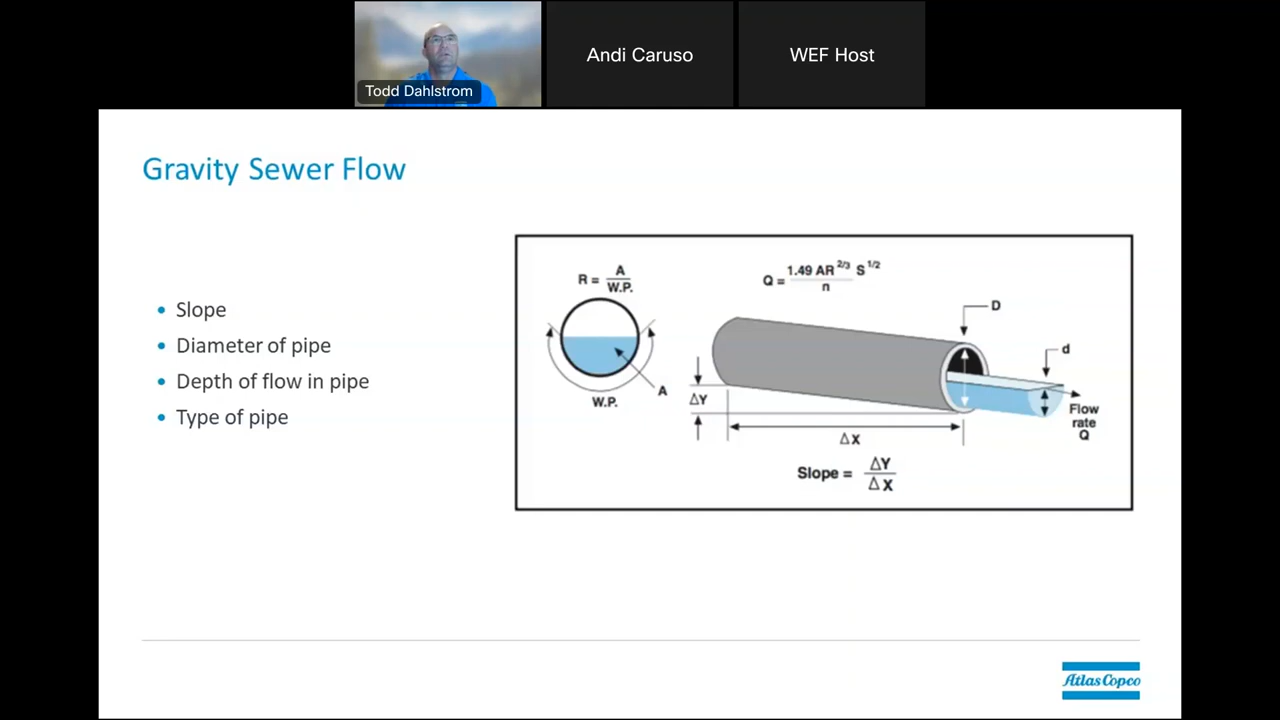 Todd Dahlstrom
Andi Caruso
WEF Host
Gravity Sewer Flow
• Slope
• Diameter of pipe
• Depth of flow in pipe
• Type of pipe
R = A / W.P.
Q = 1.49 AR^2/3 S^1/2 / n
D
d
A
W.P.
ΔY
ΔX
Flow
rate
Q
Slope = ΔY / ΔX
Atlas Copco